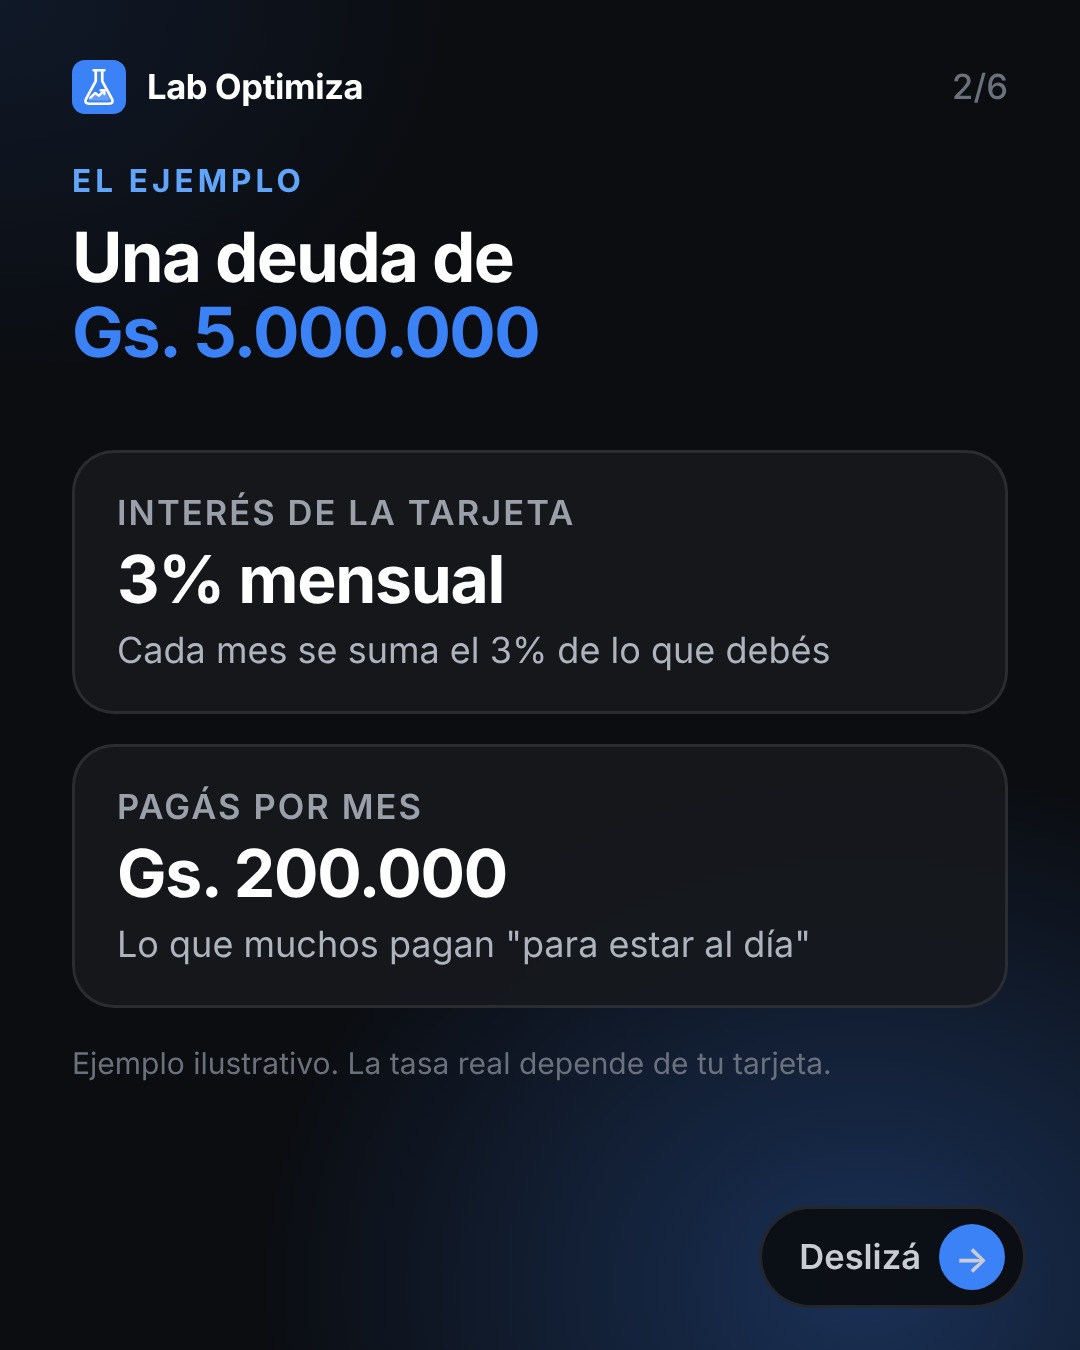 Lab Optimiza
2/6
EL EJEMPLO
Una deuda de
Gs. 5.000.000
INTERÉS DE LA TARJETA
3% mensual
Cada mes se suma el 3% de lo que debés
PAGÁS POR MES
Gs. 200.000
Lo que muchos pagan "para estar al día"
Ejemplo ilustrativo. La tasa real depende de tu tarjeta.
Deslizá →